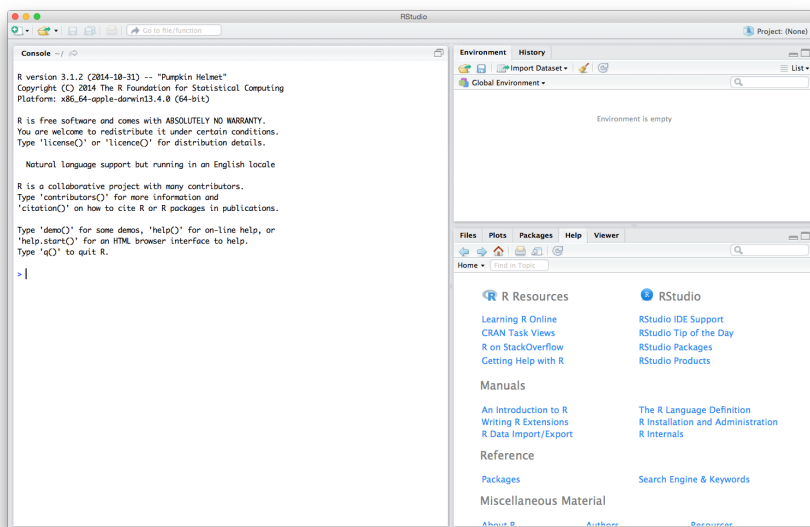 RStudio
Go to file/function
Project: (None)
Console ~/
R version 3.1.2 (2014-10-31) -- "Pumpkin Helmet"
Copyright (C) 2014 The R Foundation for Statistical Computing
Platform: x86_64-apple-darwin13.4.0 (64-bit)
R is free software and comes with ABSOLUTELY NO WARRANTY.
You are welcome to redistribute it under certain conditions.
Type 'license()' or 'licence()' for distribution details.
Natural language support but running in an English locale
R is a collaborative project with many contributors.
Type 'contributors()' for more information and
'citation()' on how to cite R or R packages in publications.
Type 'demo()' for some demos, 'help()' for on-line help, or
'help.start()' for an HTML browser interface to help.
Type 'q()' to quit R.
>
Environment History
Import Dataset List
Global Environment
Environment is empty
Files Plots Packages Help Viewer
Home Find in Topic
R R Resources
Learning R Online
CRAN Task Views
R on StackOverflow
Getting Help with R
R RStudio
RStudio IDE Support
RStudio Tip of the Day
RStudio Packages
RStudio Products
Manuals
An Introduction to R
Writing R Extensions
R Data Import/Export
The R Language Definition
R Installation and Administration
R Internals
Reference
Packages
Search Engine & Keywords
Miscellaneous Material
About R Authors Resources